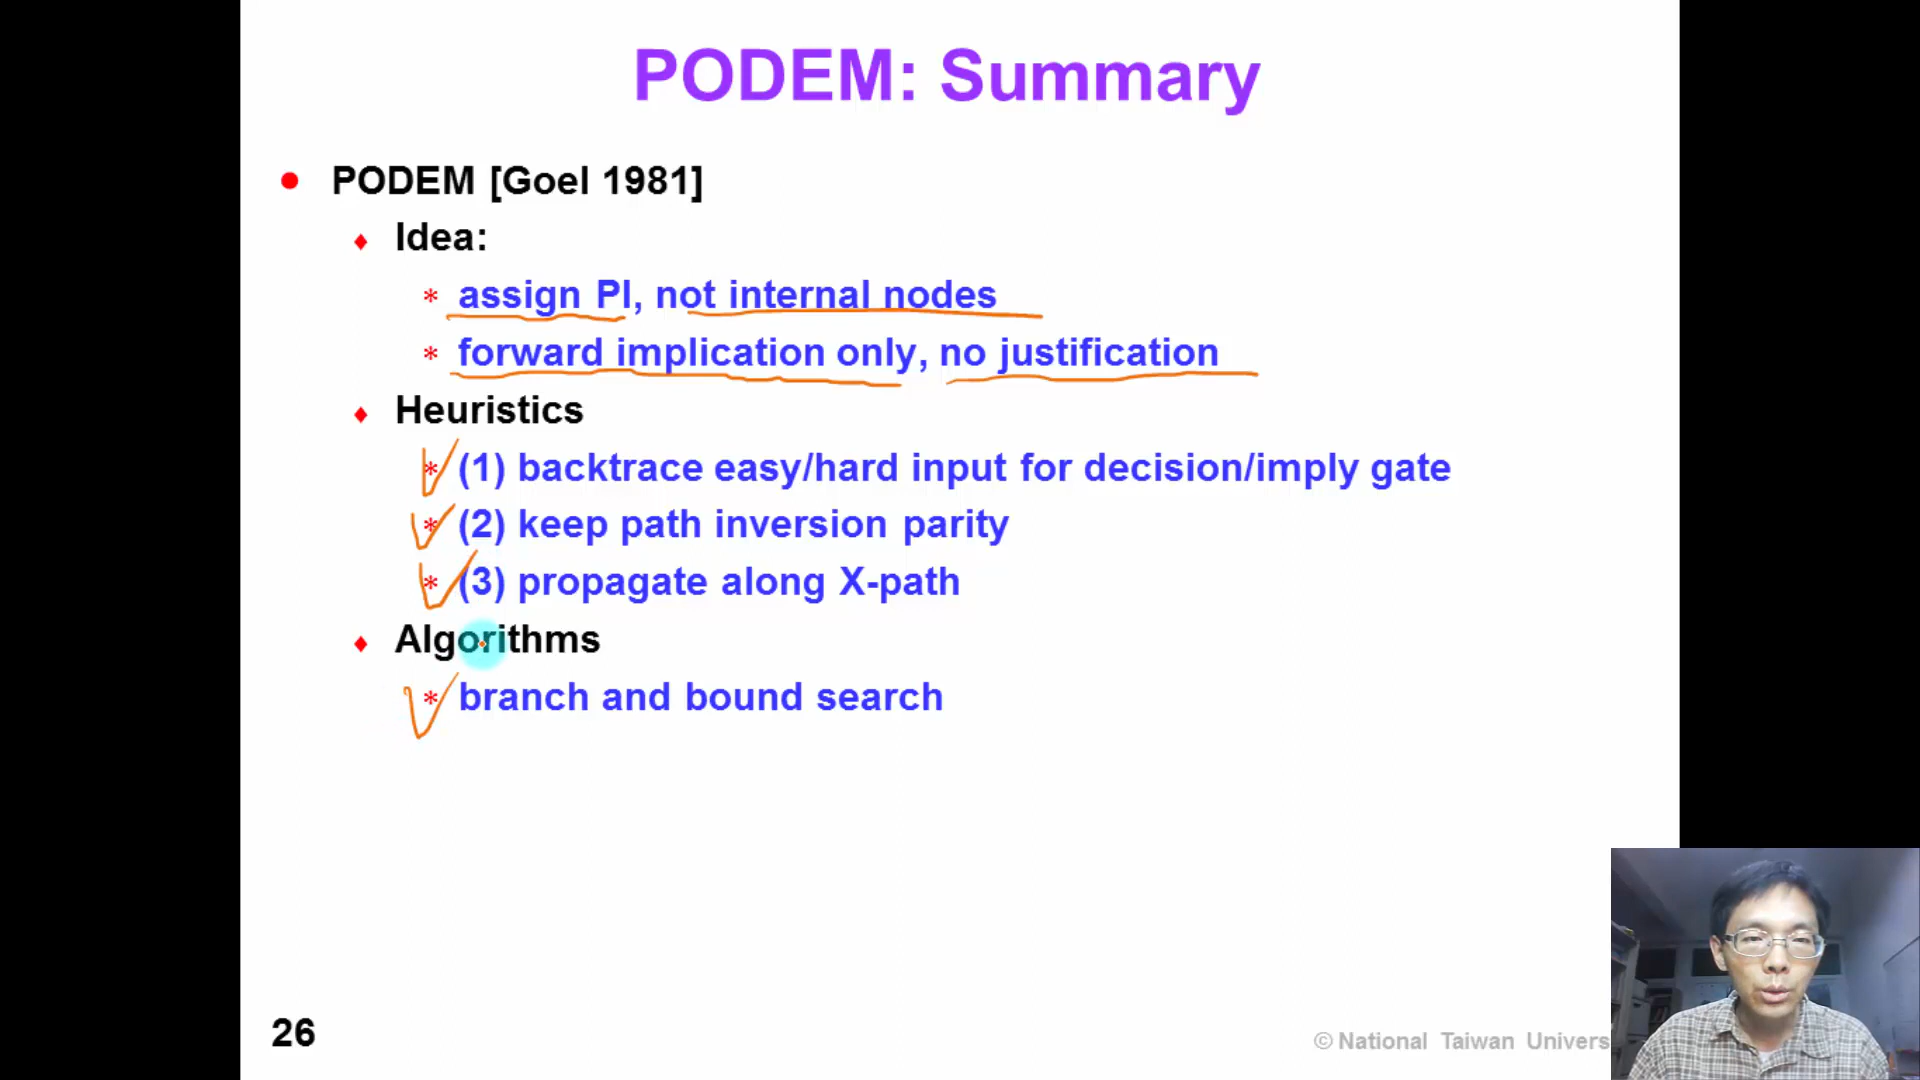 PODEM: Summary
PODEM [Goel 1981]
Idea:
assign PI, not internal nodes
forward implication only, no justification
Heuristics
(1) backtrace easy/hard input for decision/imply gate
(2) keep path inversion parity
(3) propagate along X-path
Algorithms
branch and bound search
26
© National Taiwan Univers